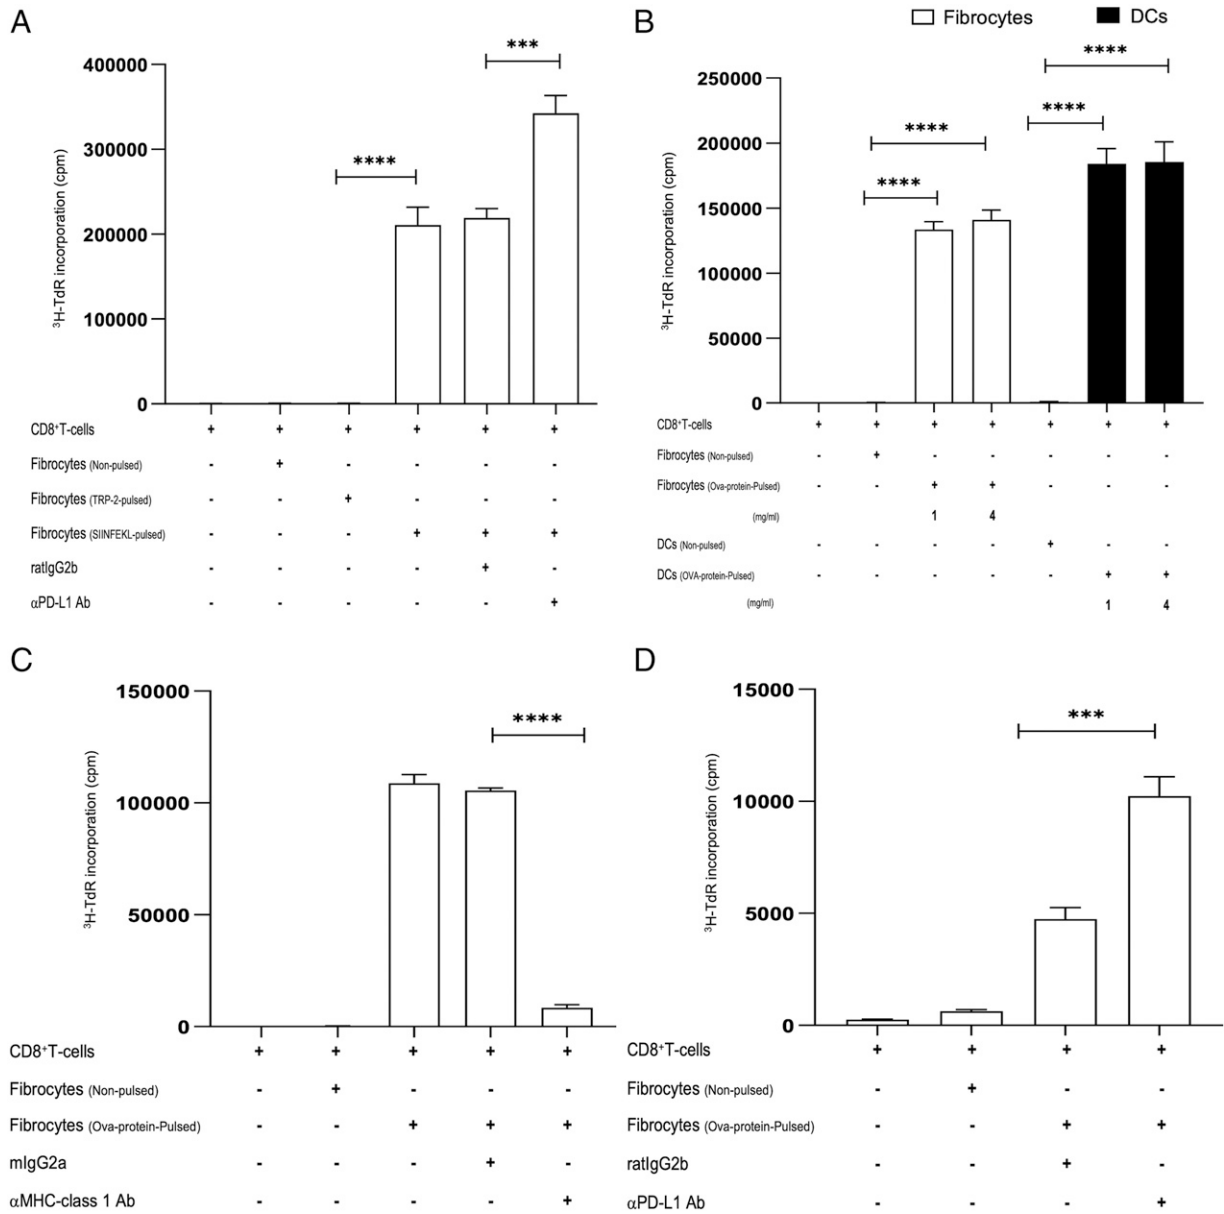 A
***
400000
300000
200000
100000
0
****
³H-TdR incorporation (cpm)
CD8⁺T-cells + + + + + +
Fibrocytes (Non-pulsed) - + - - - -
Fibrocytes (TRP-2-pulsed) - - + - - -
Fibrocytes (SIINFEKL-pulsed) - - - + + +
ratIgG2b - - - - + -
αPD-L1 Ab - - - - - +
B
Fibrocytes DCs
****
250000
200000
150000
100000
50000
0
****
****
****
³H-TdR incorporation (cpm)
CD8⁺T-cells + + + + + + +
Fibrocytes (Non-pulsed) - + - - - - -
Fibrocytes (Ova-protein-Pulsed) - - + + - - -
(mg/ml) 1 4
DCs (Non-pulsed) - - - - + - -
DCs (OVA-protein-Pulsed) - - - - - + +
(mg/ml) 1 4
C
150000
100000
50000
0
****
³H-TdR incorporation (cpm)
CD8⁺T-cells + + + + +
Fibrocytes (Non-pulsed) - + - - -
Fibrocytes (Ova-protein-Pulsed) - - + + +
mIgG2a - - - + -
αMHC-class 1 Ab - - - - +
D
15000
10000
5000
0
***
³H-TdR incorporation (cpm)
CD8⁺T-cells + + + +
Fibrocytes (Non-pulsed) - + - -
Fibrocytes (Ova-protein-Pulsed) - - + +
ratIgG2b - - + -
αPD-L1 Ab - - - +